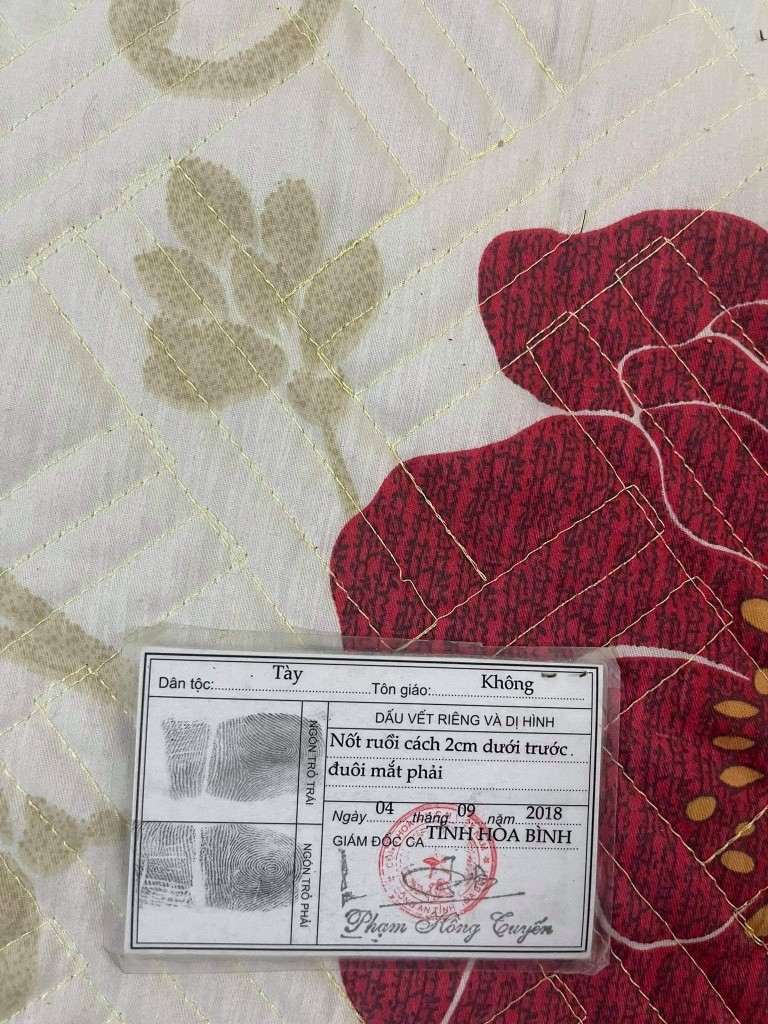 Dân tộc: Tày Tôn giáo: Không
NGÓN TRỎ TRÁI
DẤU VẾT RIÊNG VÀ DỊ HÌNH
Nốt ruồi cách 2cm dưới trước
đuôi mắt phải
NGÓN TRỎ PHẢI
Ngày 04 tháng 09 năm 2018
GIÁM ĐỐC CA TỈNH HÒA BÌNH
Phạm Hồng Tuyến